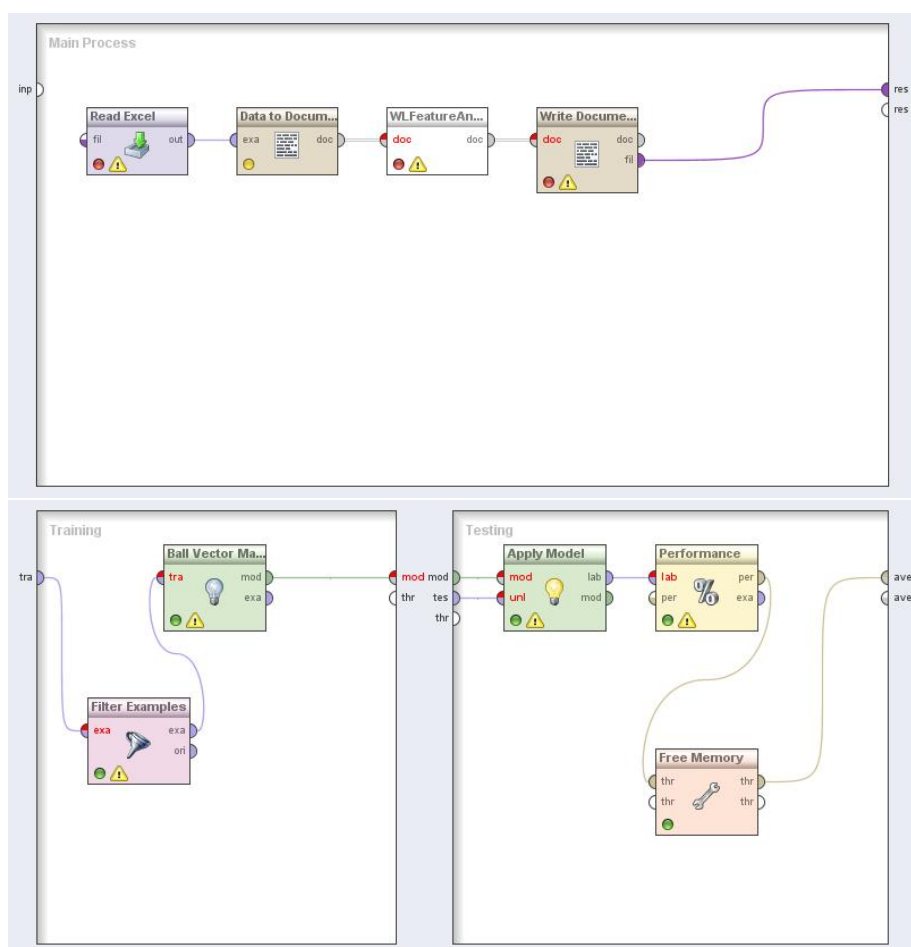 Main Process
inp
res
res
Read Excel
fil out
Data to Docum...
exa doc
WLFeatureAn...
doc doc
Write Docume...
doc doc
fil
Training
tra
Ball Vector Ma...
tra mod
exa
mod
thr
Filter Examples
exa exa
ori
Testing
mod
tes
thr
Apply Model
mod lab
unl mod
Performance
lab per
per exa
%
Free Memory
thr thr
thr thr
ave
ave